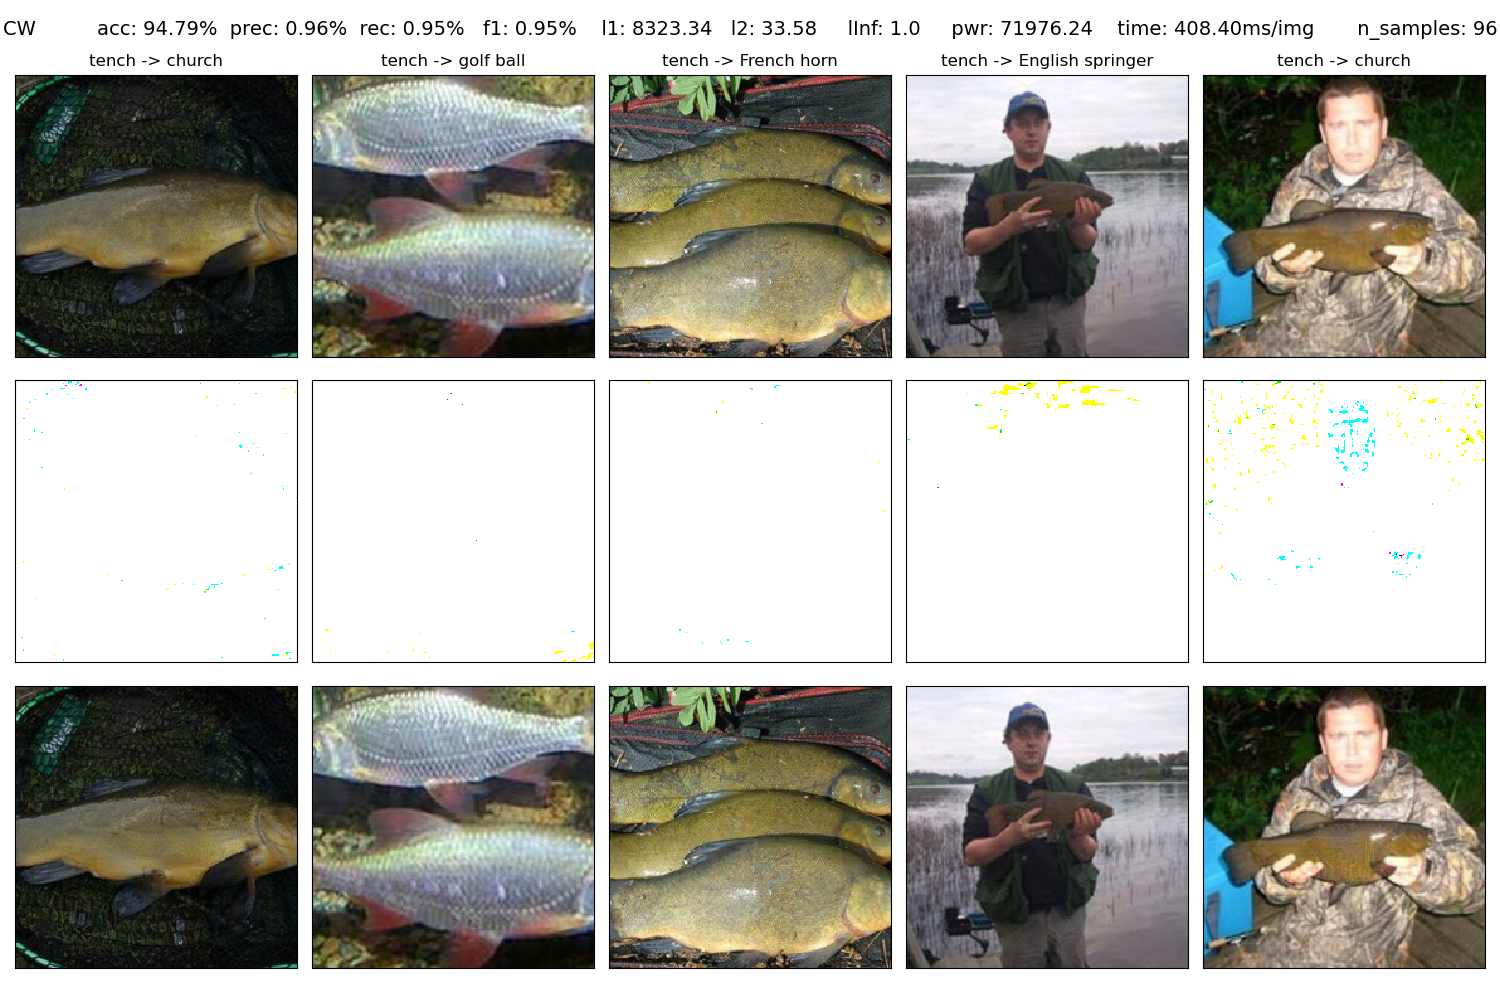 CW acc: 94.79% prec: 0.96% rec: 0.95% f1: 0.95% l1: 8323.34 l2: 33.58 lInf: 1.0 pwr: 71976.24 time: 408.40ms/img n_samples: 96
tench -> church
tench -> golf ball
tench -> French horn
tench -> English springer
tench -> church